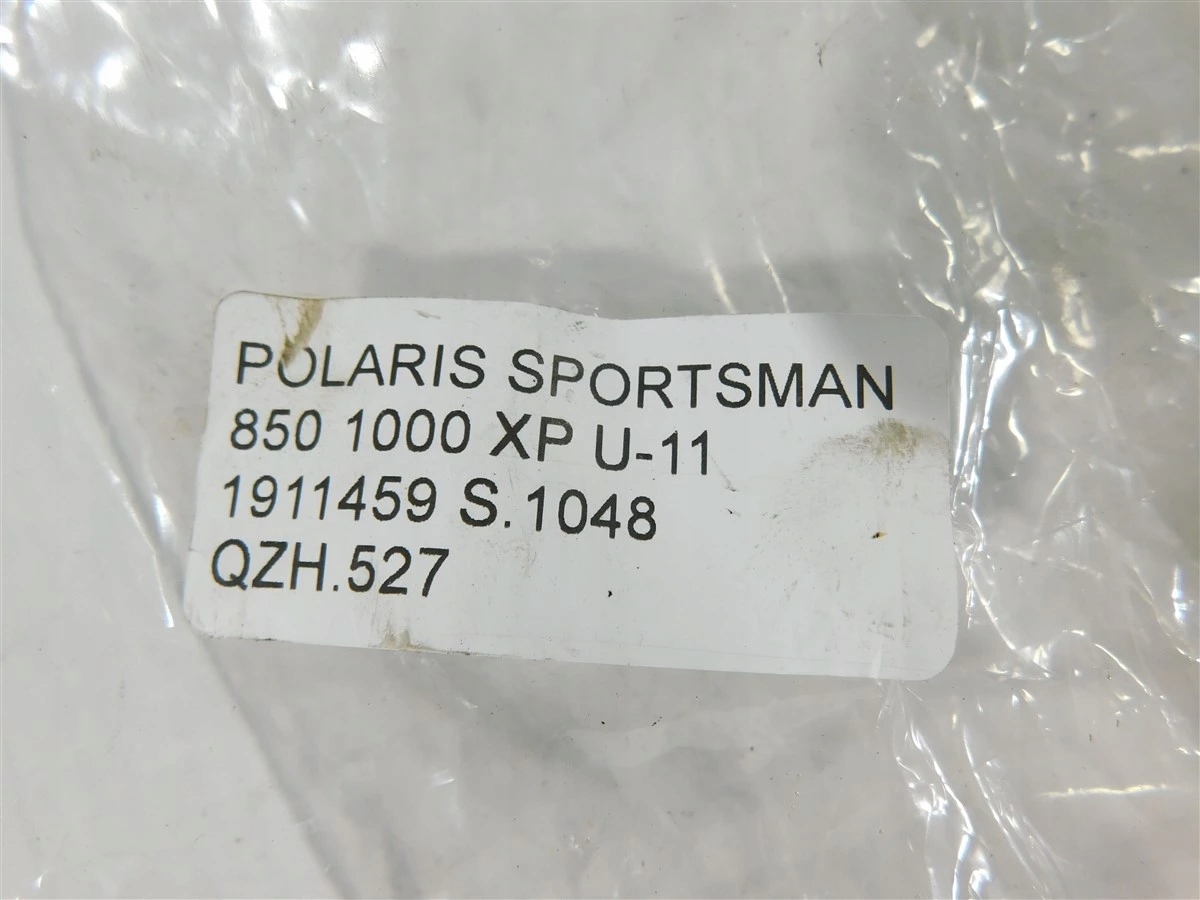 POLARIS SPORTSMAN
850 1000 XP U-11
1911459 S.1048
QZH.527